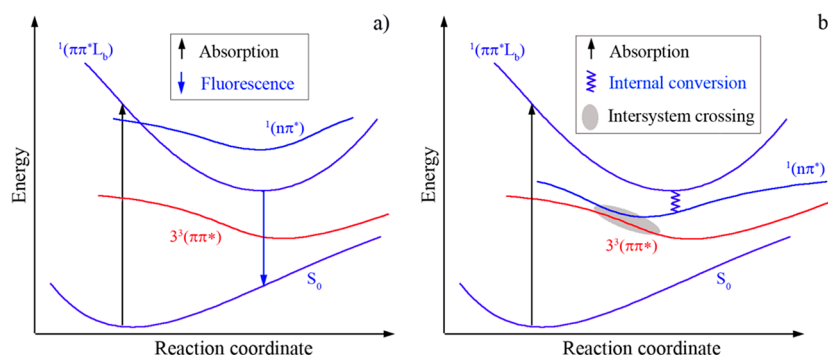 a)
¹(ππ*L_b)
Absorption
Fluorescence
¹(nπ*)
3³(ππ*)
S₀
Energy
Reaction coordinate
b
¹(ππ*L_b)
Absorption
Internal conversion
Intersystem crossing
¹(nπ*)
3³(ππ*)
S₀
Energy
Reaction coordinate